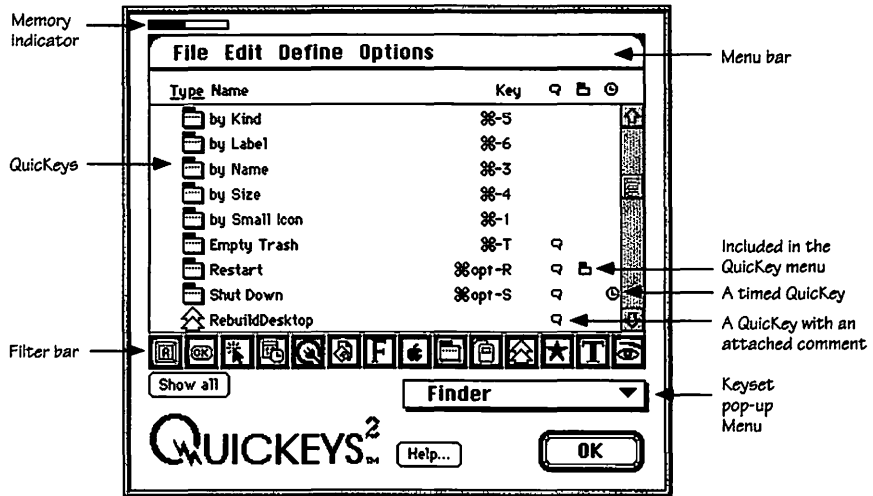 Memory
indicator
File Edit Define Options
Menu bar
Type Name Key
by Kind ⌘-5
by Label ⌘-6
QuicKeys
by Name ⌘-3
by Size ⌘-4
by Small Icon ⌘-1
Empty Trash ⌘-T
Included in the
QuicKey menu
Restart ⌘opt-R
Shut Down ⌘opt-S
A timed QuicKey
RebuildDesktop
A QuicKey with an
attached comment
Filter bar
A OK F T
Show all
Finder
Keyset
pop-up
Menu
QUICKEYS2™
Help...
OK